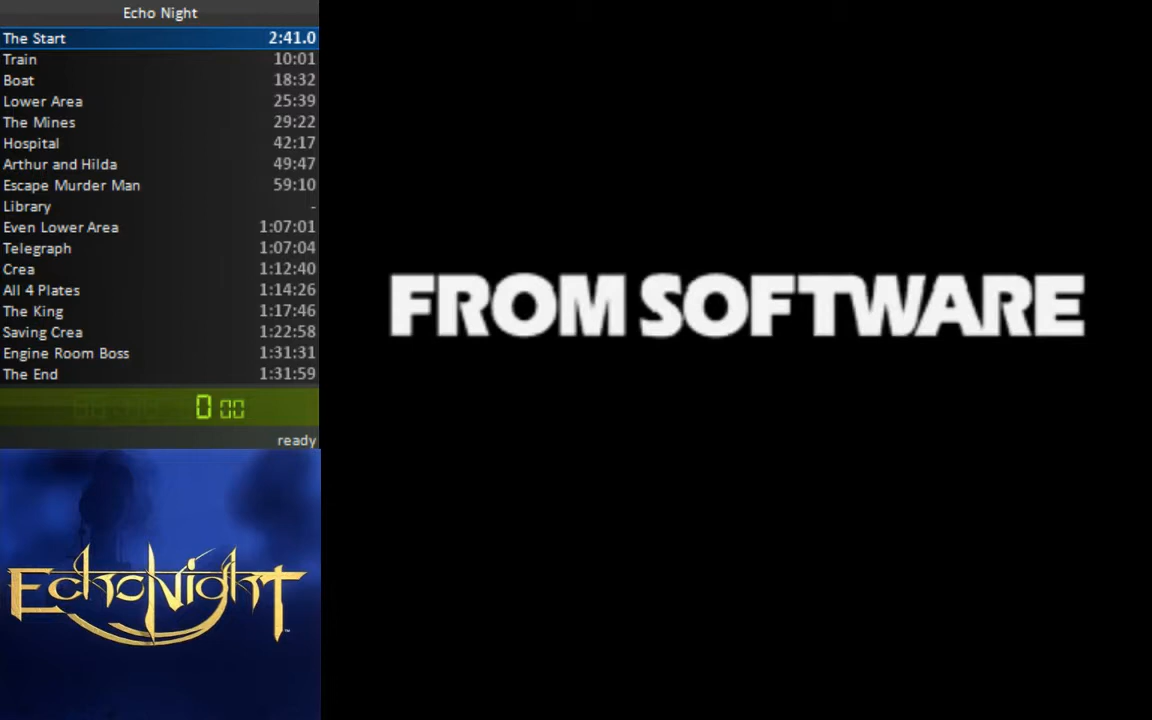 Echo Night
The Start 2:41.0
Train 10:01
Boat 18:32
Lower Area 25:39
The Mines 29:22
Hospital 42:17
Arthur and Hilda 49:47
Escape Murder Man 59:10
Library -
Even Lower Area 1:07:01
Telegraph 1:07:04
Crea 1:12:40
All 4 Plates 1:14:26
The King 1:17:46
Saving Crea 1:22:58
Engine Room Boss 1:31:31
The End 1:31:59
0 00
ready
EchoNight™
FROM SOFTWARE